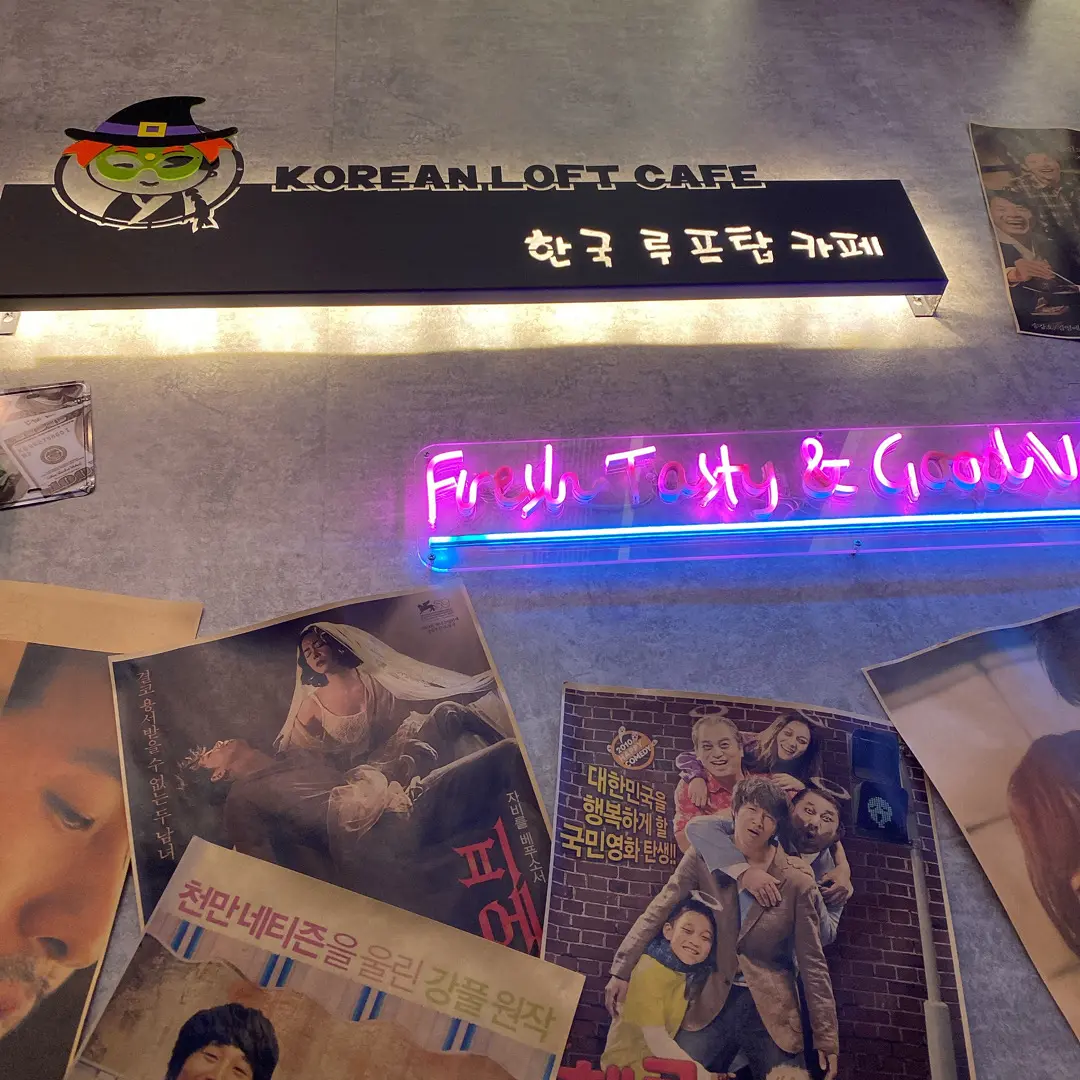 KOREAN LOFT CAFE
한국 루프탑 카페
Fresh Tasty & Good
결코 용서받을 수 없는 두 남녀
자비를 베푸소서
피에
2010
COMEDY
대한민국을
행복하게 할
국민영화 탄생!!
천만 네티즌을 울린 강풀 원작